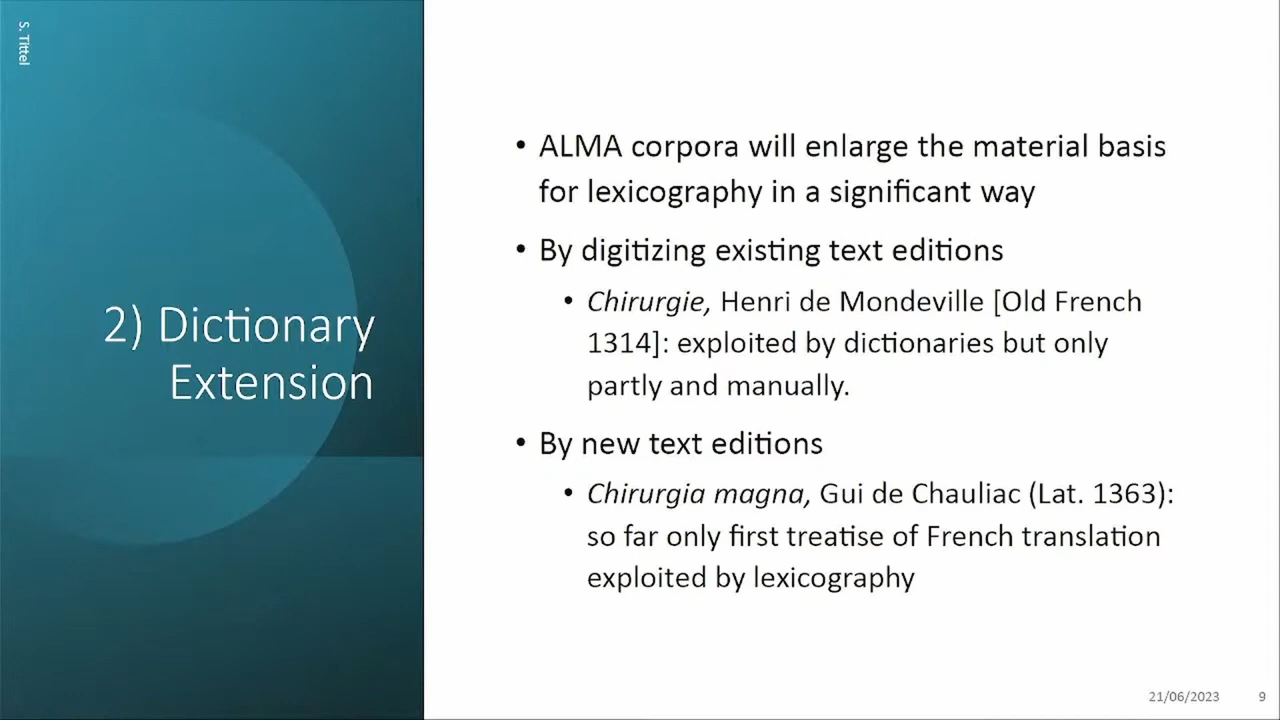 S. Tittel
2) Dictionary
Extension
• ALMA corpora will enlarge the material basis
for lexicography in a significant way
• By digitizing existing text editions
• Chirurgie, Henri de Mondeville [Old French
1314]: exploited by dictionaries but only
partly and manually.
• By new text editions
• Chirurgia magna, Gui de Chauliac (Lat. 1363):
so far only first treatise of French translation
exploited by lexicography
21/06/2023 9